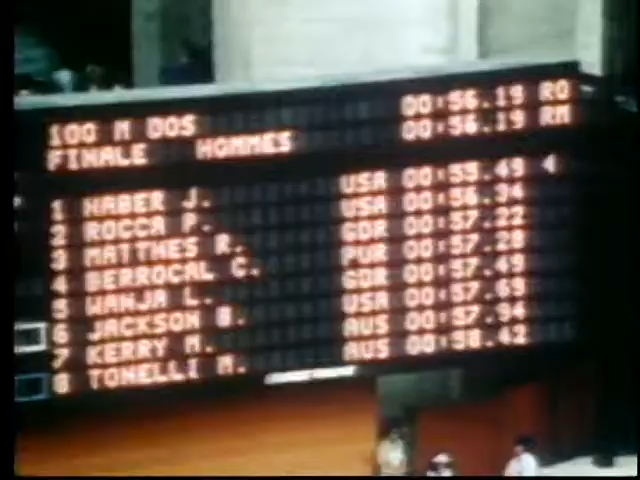 100 M DOS 00:56.19 RO
FINALE HOMMES 00:56.19 RM
1 NABER J. USA 00:55.49 4
2 ROCCA P. USA 00:56.34
3 MATTHES R. GDR 00:57.22
4 BERROCAL C. PUR 00:57.28
5 WANJA L. GDR 00:57.49
6 JACKSON B. USA 00:57.69
7 KERRY M. AUS 00:57.94
8 TONELLI M. AUS 00:58.42